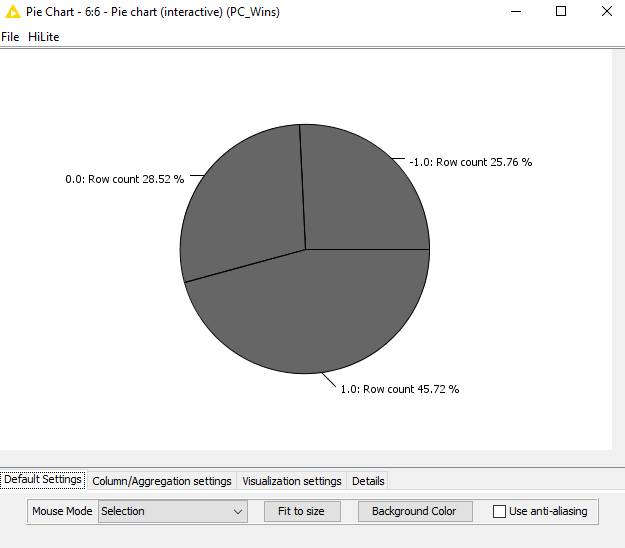 Pie Chart - 6:6 - Pie chart (interactive) (PC_Wins)
File HiLite
-1.0: Row count 25.76 %
0.0: Row count 28.52 %
1.0: Row count 45.72 %
Default Settings Column/Aggregation settings Visualization settings Details
Mouse Mode Selection Fit to size Background Color Use anti-aliasing